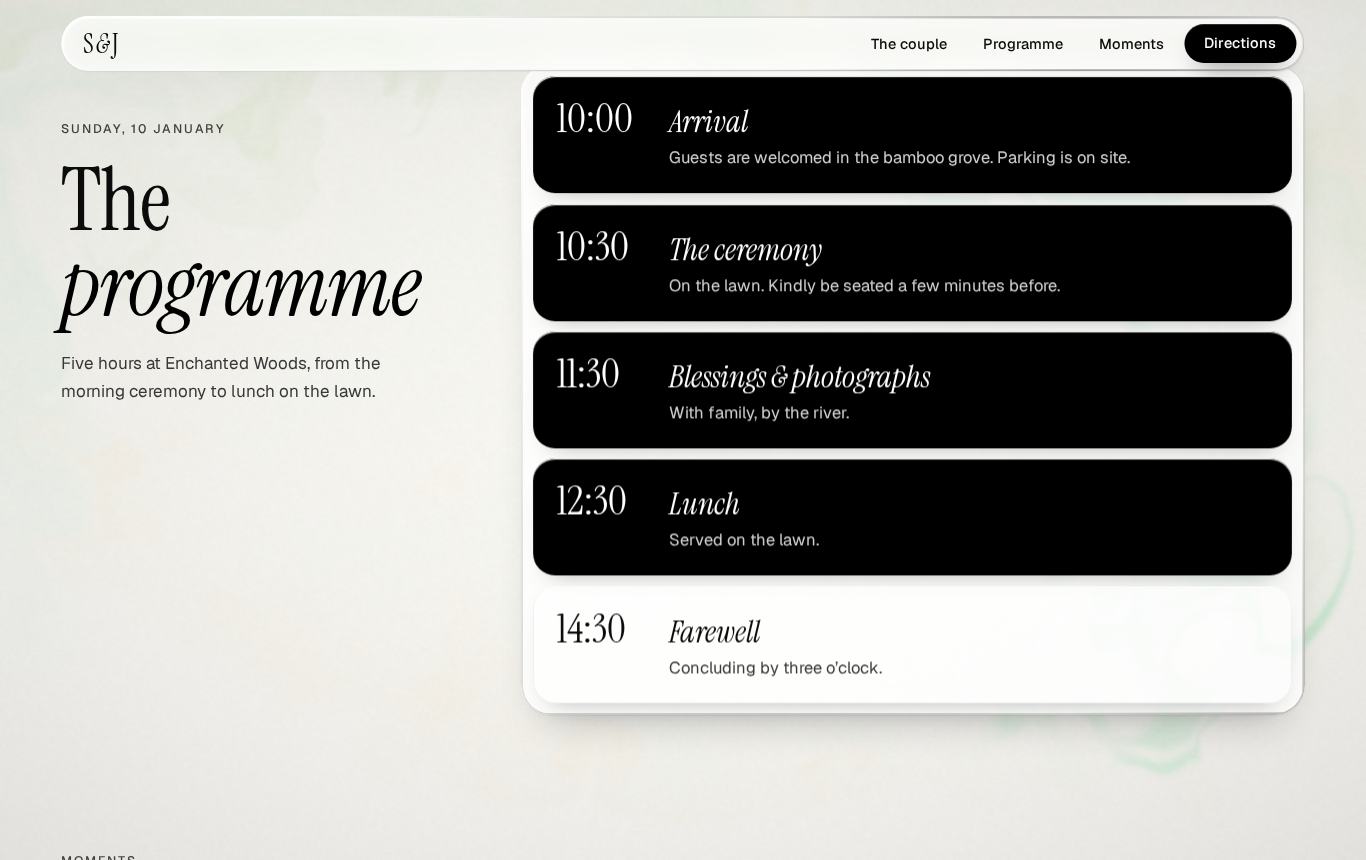 S&J
The couple
Programme
Moments
Directions
SUNDAY, 10 JANUARY
The
programme
Five hours at Enchanted Woods, from the
morning ceremony to lunch on the lawn.
10:00
Arrival
Guests are welcomed in the bamboo grove. Parking is on site.
10:30
The ceremony
On the lawn. Kindly be seated a few minutes before.
11:30
Blessings & photographs
With family, by the river.
12:30
Lunch
Served on the lawn.
14:30
Farewell
Concluding by three o’clock.
MOMENTS